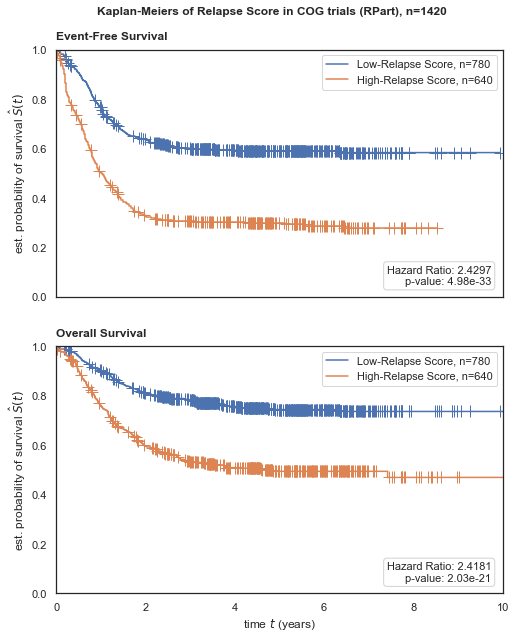 Kaplan-Meiers of Relapse Score in COG trials (RPart), n=1420
Event-Free Survival
1.0
0.8
0.6
0.4
0.2
0.0
est. probability of survival Ŝ(t)
Low-Relapse Score, n=780
High-Relapse Score, n=640
Hazard Ratio: 2.4297
p-value: 4.98e-33
Overall Survival
1.0
0.8
0.6
0.4
0.2
0.0
est. probability of survival Ŝ(t)
Low-Relapse Score, n=780
High-Relapse Score, n=640
Hazard Ratio: 2.4181
p-value: 2.03e-21
0 2 4 6 8 10
time t (years)